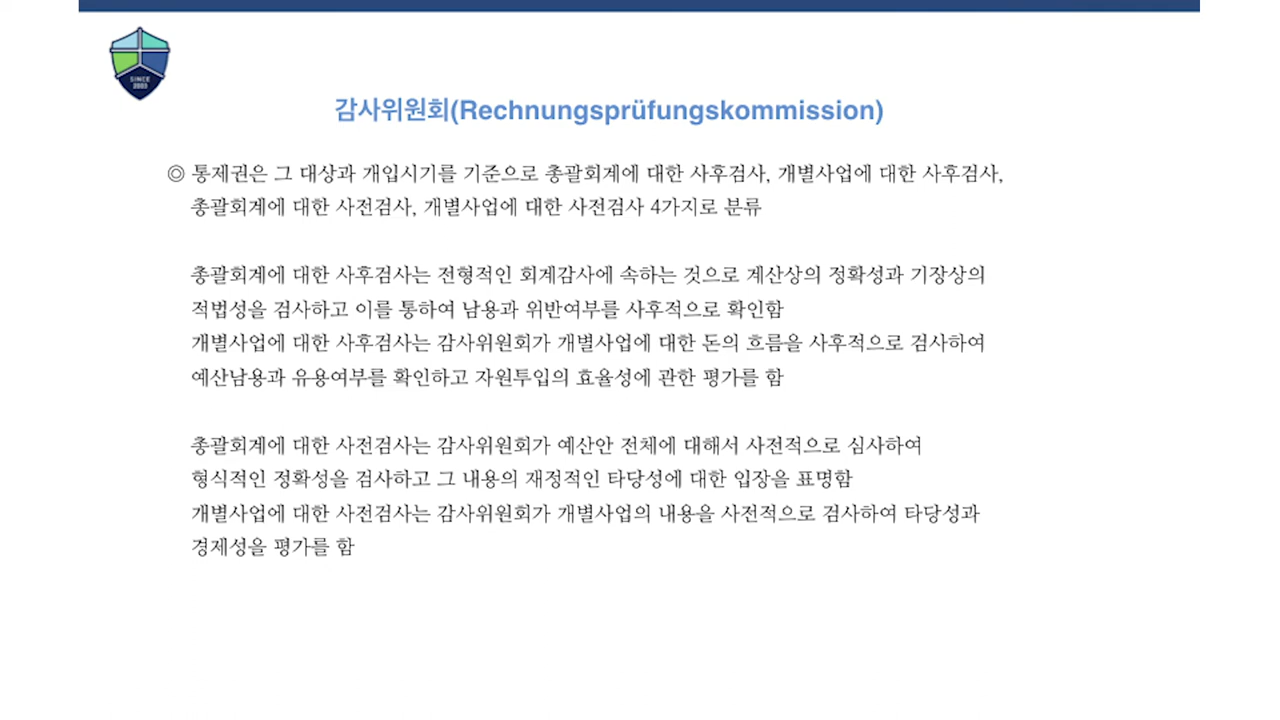 SINCE
2003
감사위원회(Rechnungsprüfungskommission)
◎ 통제권은 그 대상과 개입시기를 기준으로 총괄회계에 대한 사후검사, 개별사업에 대한 사후검사,
총괄회계에 대한 사전검사, 개별사업에 대한 사전검사 4가지로 분류
총괄회계에 대한 사후검사는 전형적인 회계감사에 속하는 것으로 계산상의 정확성과 기장상의
적법성을 검사하고 이를 통하여 남용과 위반여부를 사후적으로 확인함
개별사업에 대한 사후검사는 감사위원회가 개별사업에 대한 돈의 흐름을 사후적으로 검사하여
예산남용과 유용여부를 확인하고 자원투입의 효율성에 관한 평가를 함
총괄회계에 대한 사전검사는 감사위원회가 예산안 전체에 대해서 사전적으로 심사하여
형식적인 정확성을 검사하고 그 내용의 재정적인 타당성에 대한 입장을 표명함
개별사업에 대한 사전검사는 감사위원회가 개별사업의 내용을 사전적으로 검사하여 타당성과
경제성을 평가를 함